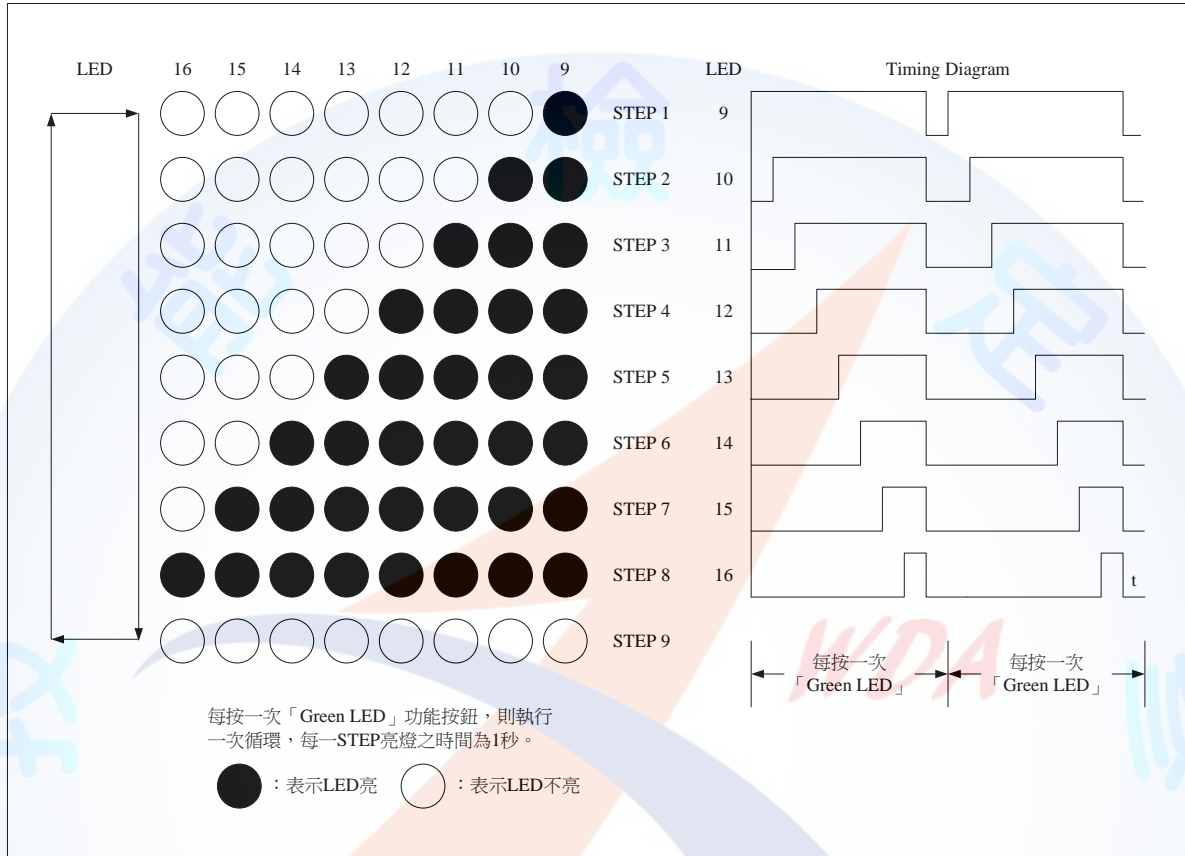 LED 16 15 14 13 12 11 10 9 LED Timing Diagram
STEP 1 9
STEP 2 10
STEP 3 11
STEP 4 12
STEP 5 13
STEP 6 14
STEP 7 15
STEP 8 16 t
STEP 9
每按一次 每按一次
「Green LED」 「Green LED」
每按一次「Green LED」功能按鈕，則執行
一次循環，每一STEP亮燈之時間為1秒。
：表示LED亮 ：表示LED不亮
檢
定
WDA